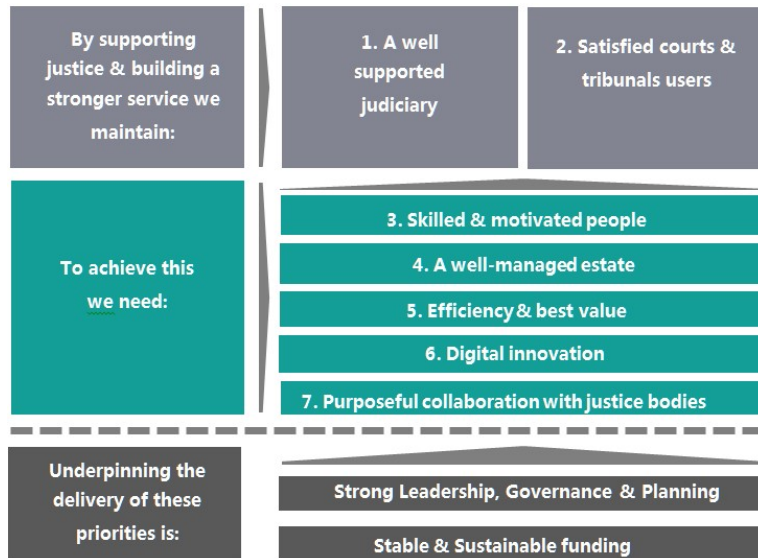 By supporting
justice & building a
stronger service we
maintain:
1. A well
supported
judiciary
2. Satisfied courts &
tribunals users
To achieve this
we need:
3. Skilled & motivated people
4. A well-managed estate
5. Efficiency & best value
6. Digital innovation
7. Purposeful collaboration with justice bodies
Underpinning the
delivery of these
priorities is:
Strong Leadership, Governance & Planning
Stable & Sustainable funding